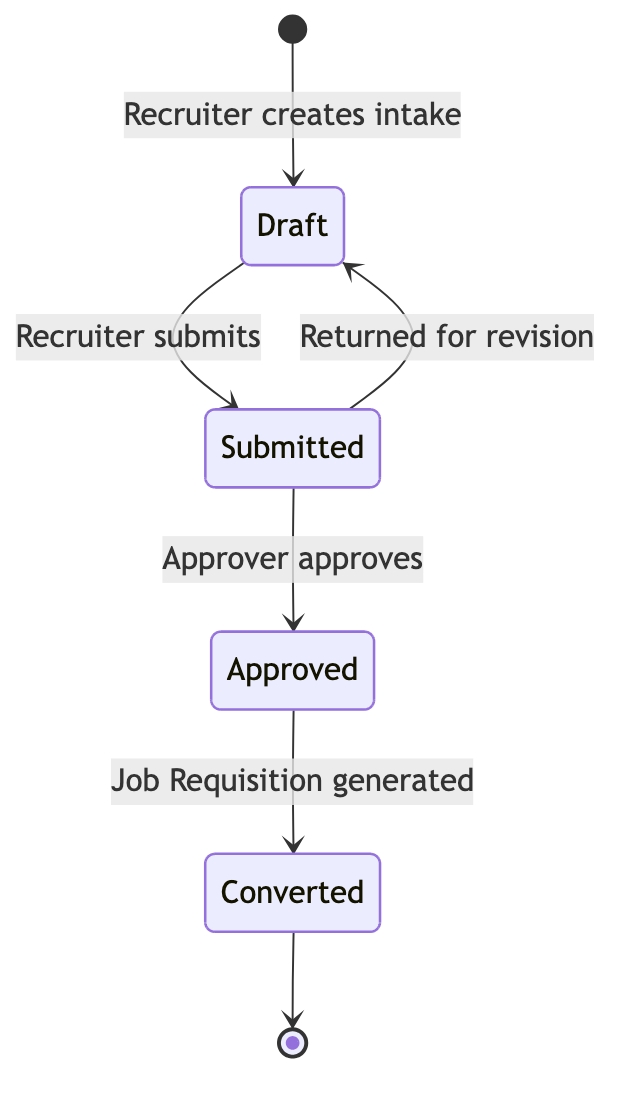 Recruiter creates intake
Draft
Recruiter submits
Returned for revision
Submitted
Approver approves
Approved
Job Requisition generated
Converted